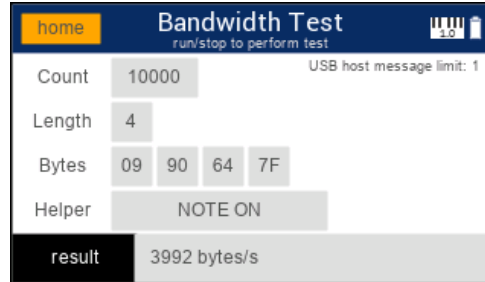 home
Bandwidth Test
run/stop to perform test
1.0
USB host message limit: 1
Count 10000
Length 4
Bytes 09 90 64 7F
Helper NOTE ON
result 3992 bytes/s